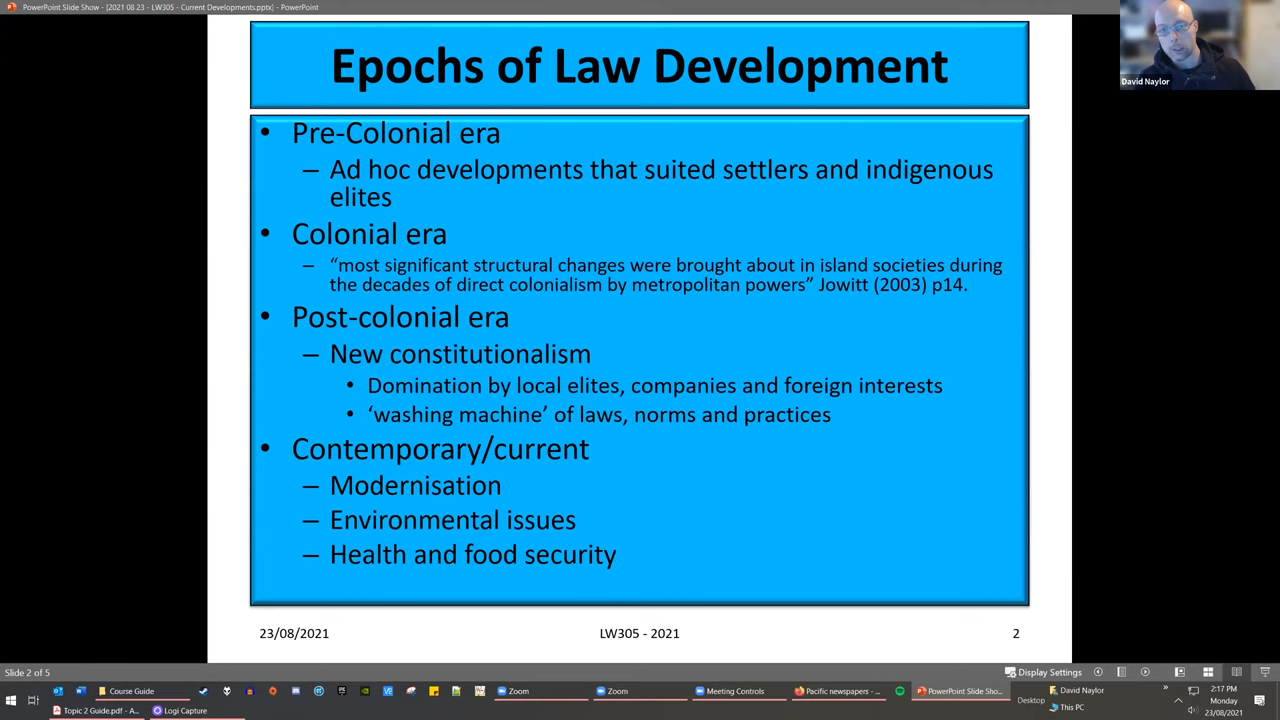 PowerPoint Slide Show - [2021 08 23 - LW305 - Current Developments.pptx] - PowerPoint
Epochs of Law Development
• Pre-Colonial era
– Ad hoc developments that suited settlers and indigenous
elites
• Colonial era
– “most significant structural changes were brought about in island societies during
the decades of direct colonialism by metropolitan powers” Jowitt (2003) p14.
• Post-colonial era
– New constitutionalism
• Domination by local elites, companies and foreign interests
• ‘washing machine’ of laws, norms and practices
• Contemporary/current
– Modernisation
– Environmental issues
– Health and food security
23/08/2021 LW305 - 2021 2
David Naylor
Slide 2 of 5 Display Settings
Course Guide Zoom Zoom Meeting Controls Pacific newspapers - ... PowerPoint Slide Sho... David Naylor 2:17 PM
Desktop Monday
Topic 2 Guide.pdf - A... Logi Capture This PC 23/08/2021